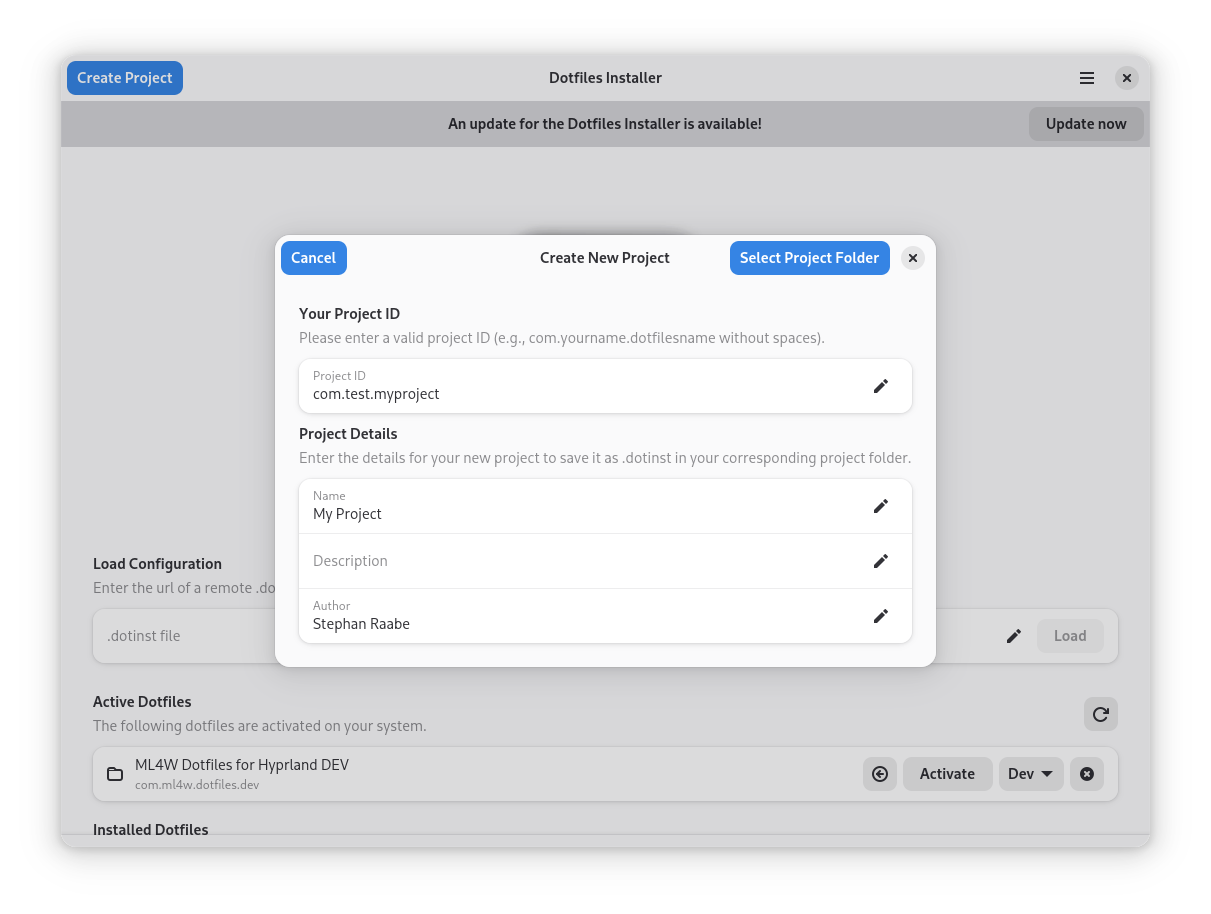 Create Project
Dotfiles Installer
An update for the Dotfiles Installer is available!
Update now
Cancel
Create New Project
Select Project Folder
Your Project ID
Please enter a valid project ID (e.g., com.yourname.dotfilesname without spaces).
Project ID
com.test.myproject
Project Details
Enter the details for your new project to save it as .dotinst in your corresponding project folder.
Name
My Project
Description
Author
Stephan Raabe
Load Configuration
Enter the url of a remote .do
.dotinst file
Load
Active Dotfiles
The following dotfiles are activated on your system.
ML4W Dotfiles for Hyprland DEV
com.ml4w.dotfiles.dev
Activate
Dev
Installed Dotfiles